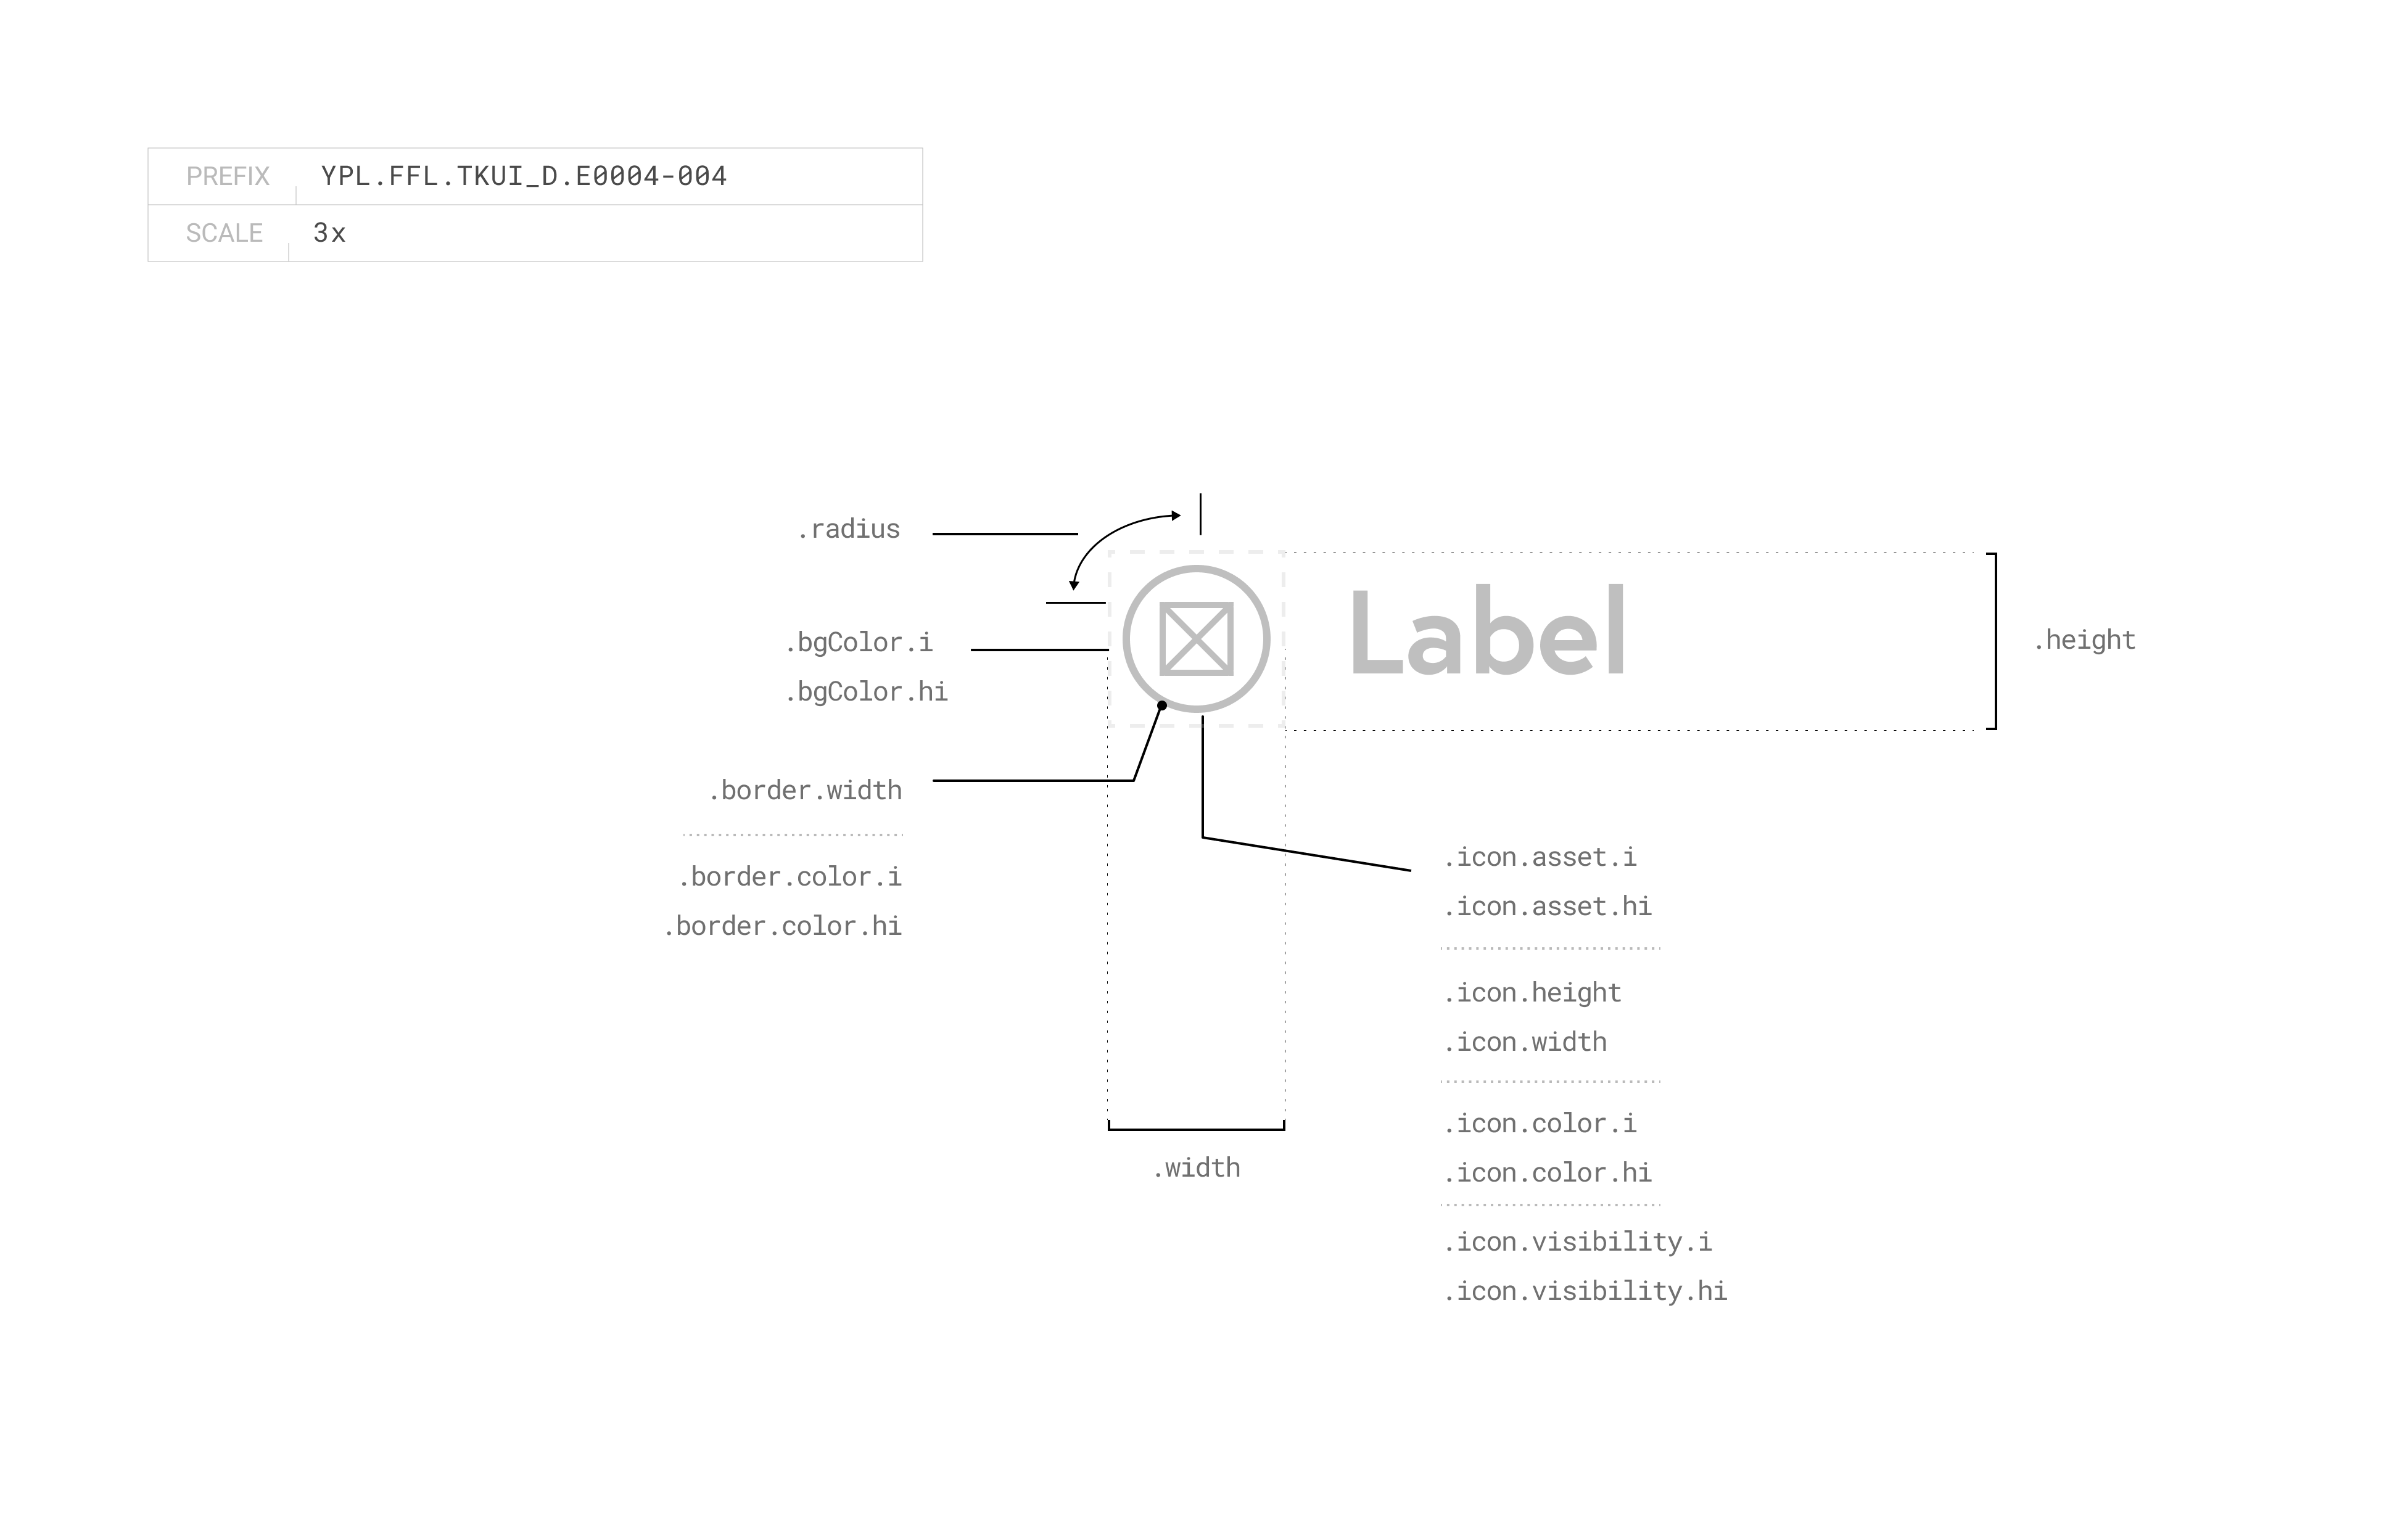 PREFIX YPL.FFL.TKUI_D.E0004-004
SCALE 3x
.radius
.bgColor.i
.bgColor.hi
Label
.height
.border.width
.border.color.i
.border.color.hi
.icon.asset.i
.icon.asset.hi
.icon.height
.icon.width
.icon.color.i
.icon.color.hi
.icon.visibility.i
.icon.visibility.hi
.width